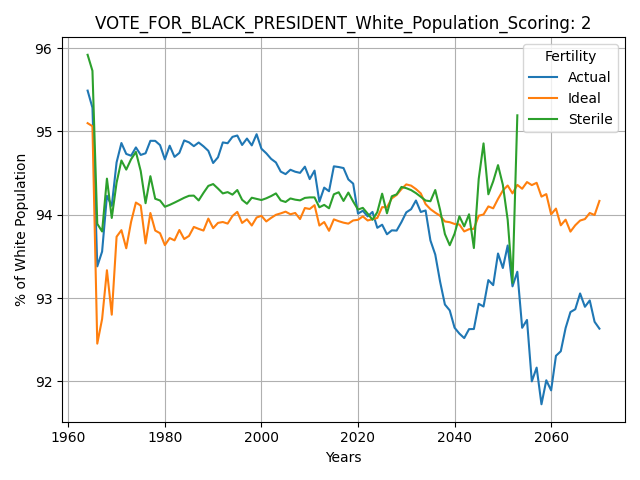 VOTE_FOR_BLACK_PRESIDENT_White_Population_Scoring: 2
96
95
94
93
92
% of White Population
1960
1980
2000
2020
2040
2060
Years
Fertility
Actual
Ideal
Sterile